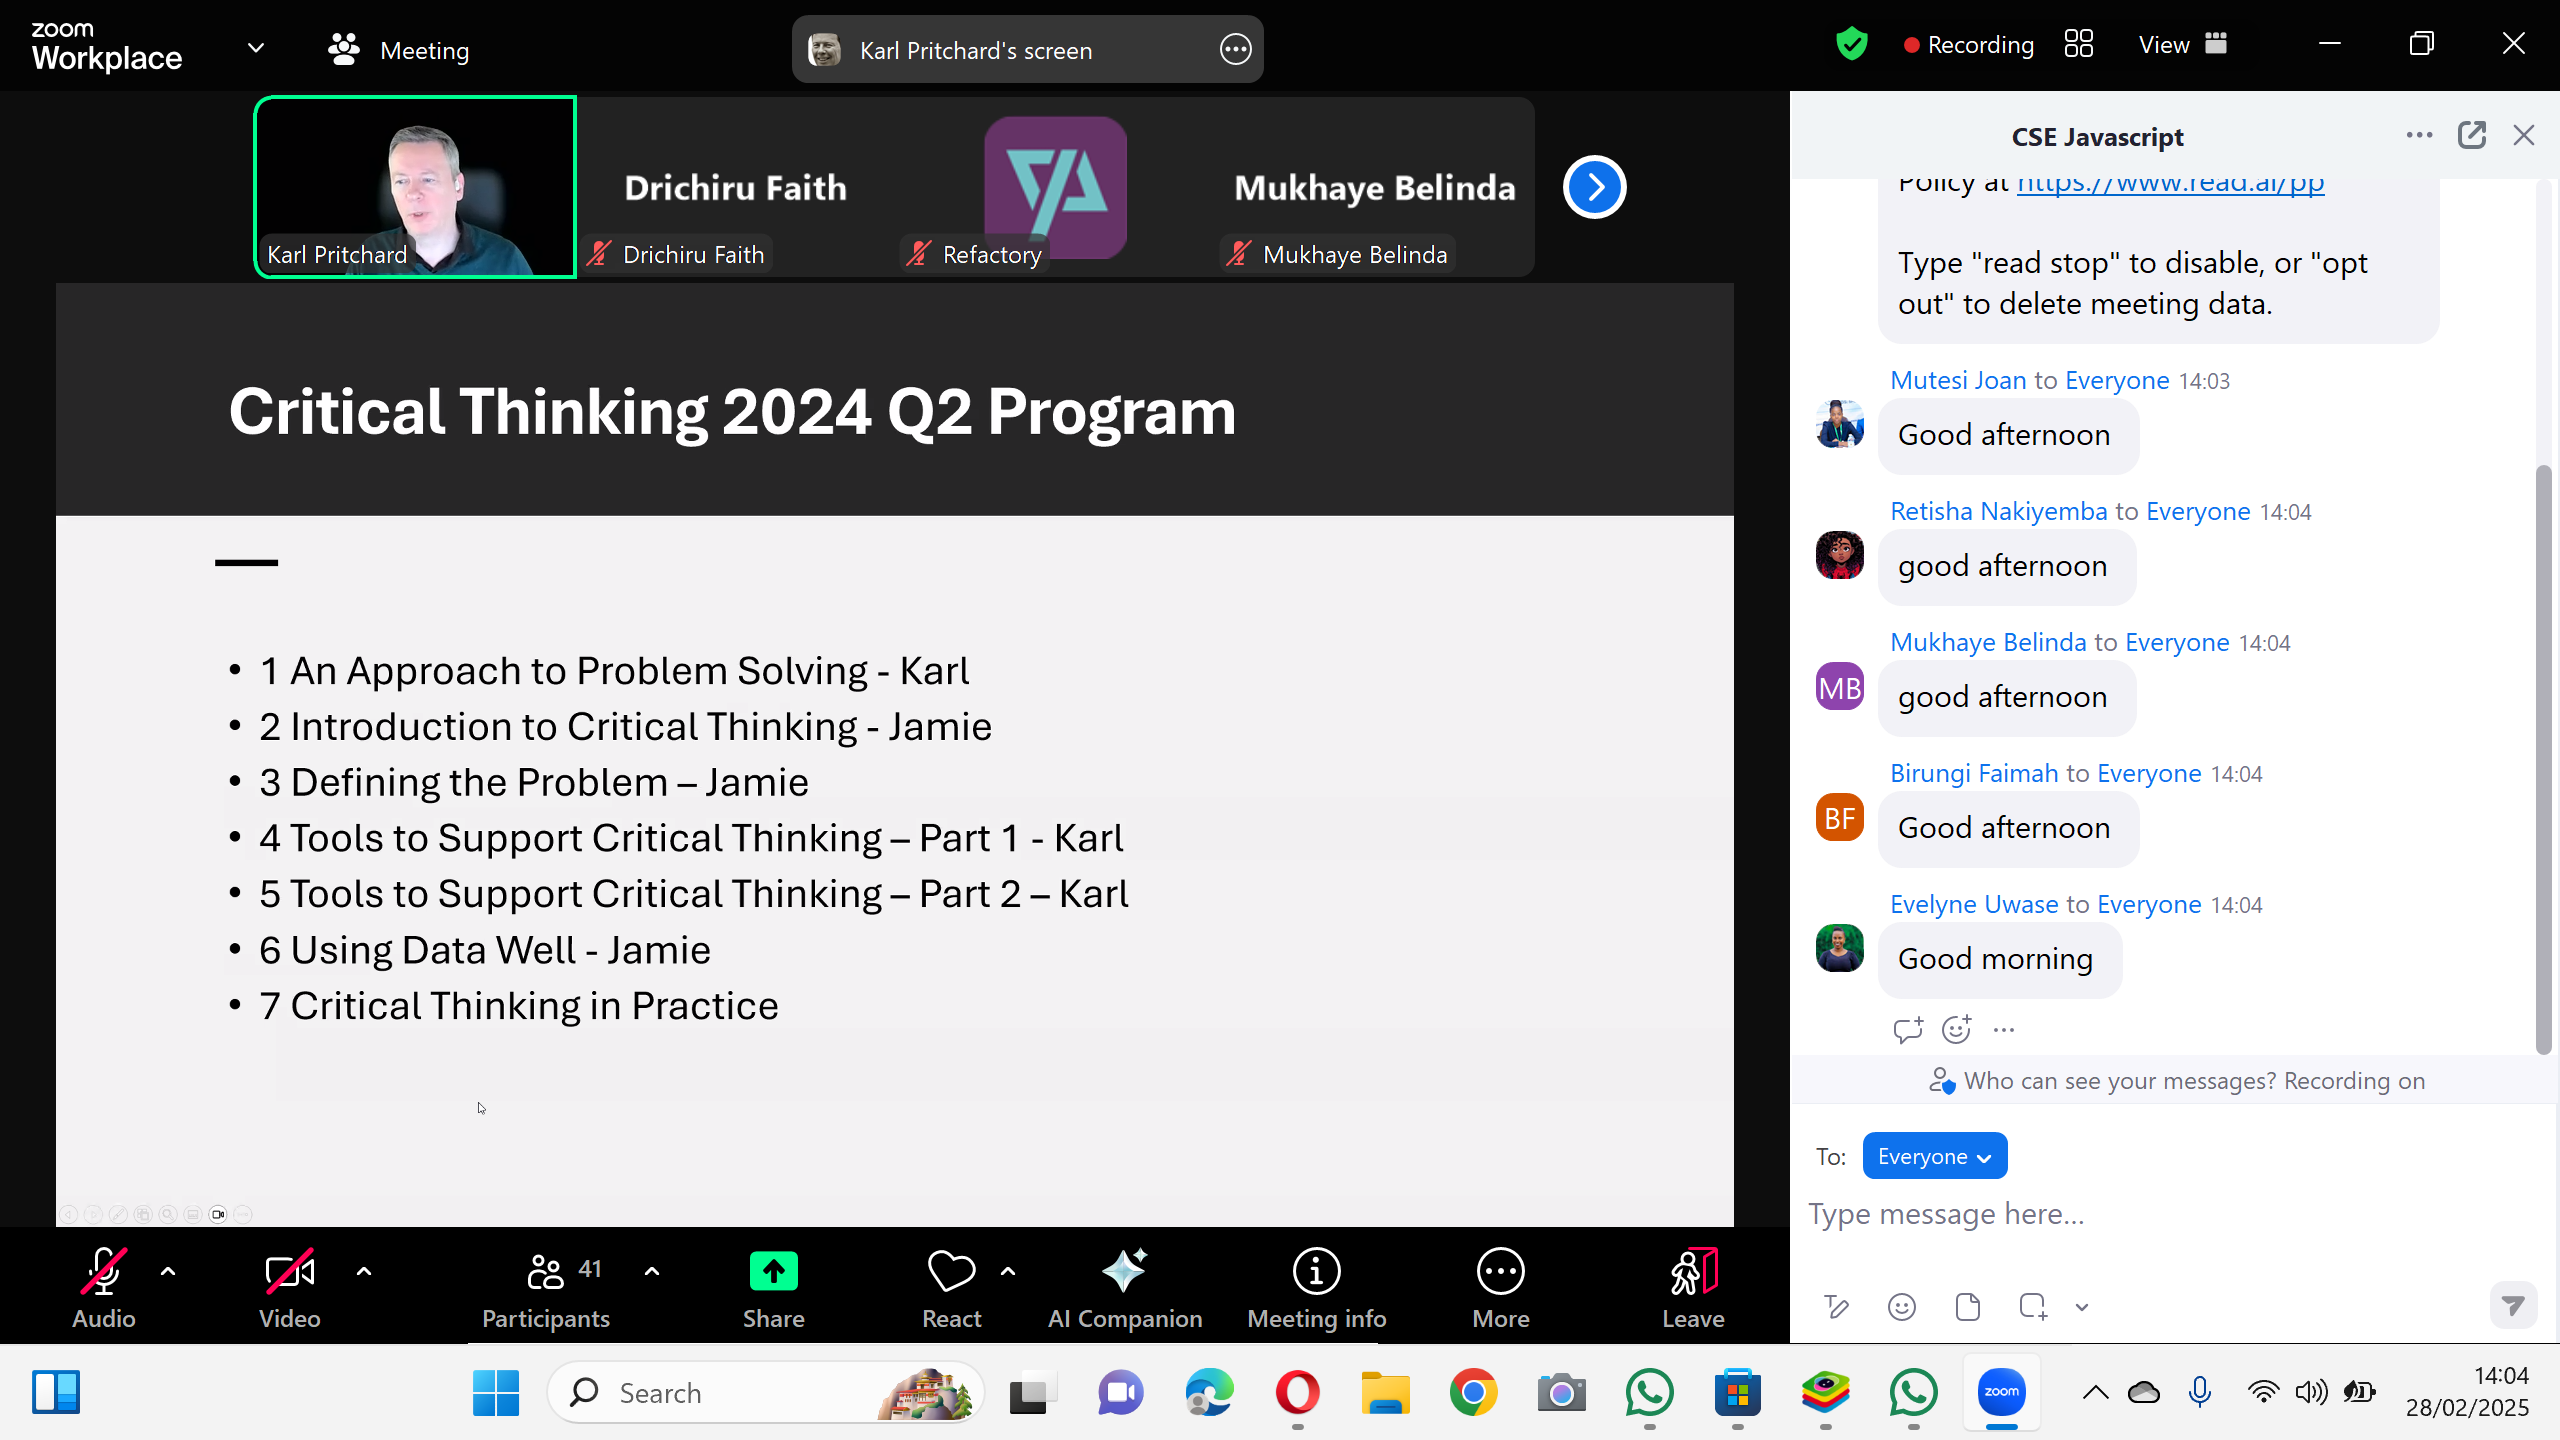 zoom
Workplace
Meeting
Karl Pritchard's screen
Recording
View
Karl Pritchard
Drichiru Faith
Drichiru Faith
Refactory
Mukhaye Belinda
Mukhaye Belinda
Critical Thinking 2024 Q2 Program
• 1 An Approach to Problem Solving - Karl
• 2 Introduction to Critical Thinking - Jamie
• 3 Defining the Problem – Jamie
• 4 Tools to Support Critical Thinking – Part 1 - Karl
• 5 Tools to Support Critical Thinking – Part 2 – Karl
• 6 Using Data Well - Jamie
• 7 Critical Thinking in Practice
CSE Javascript
Policy at https://www.read.ai/pp
Type "read stop" to disable, or "opt
out" to delete meeting data.
Mutesi Joan to Everyone 14:03
Good afternoon
Retisha Nakiyemba to Everyone 14:04
good afternoon
Mukhaye Belinda to Everyone 14:04
MB
good afternoon
Birungi Faimah to Everyone 14:04
BF
Good afternoon
Evelyne Uwase to Everyone 14:04
Good morning
Who can see your messages? Recording on
To: Everyone
Type message here...
Audio
Video
41
Participants
Share
React
AI Companion
Meeting info
More
Leave
Search
zoom
14:04
28/02/2025